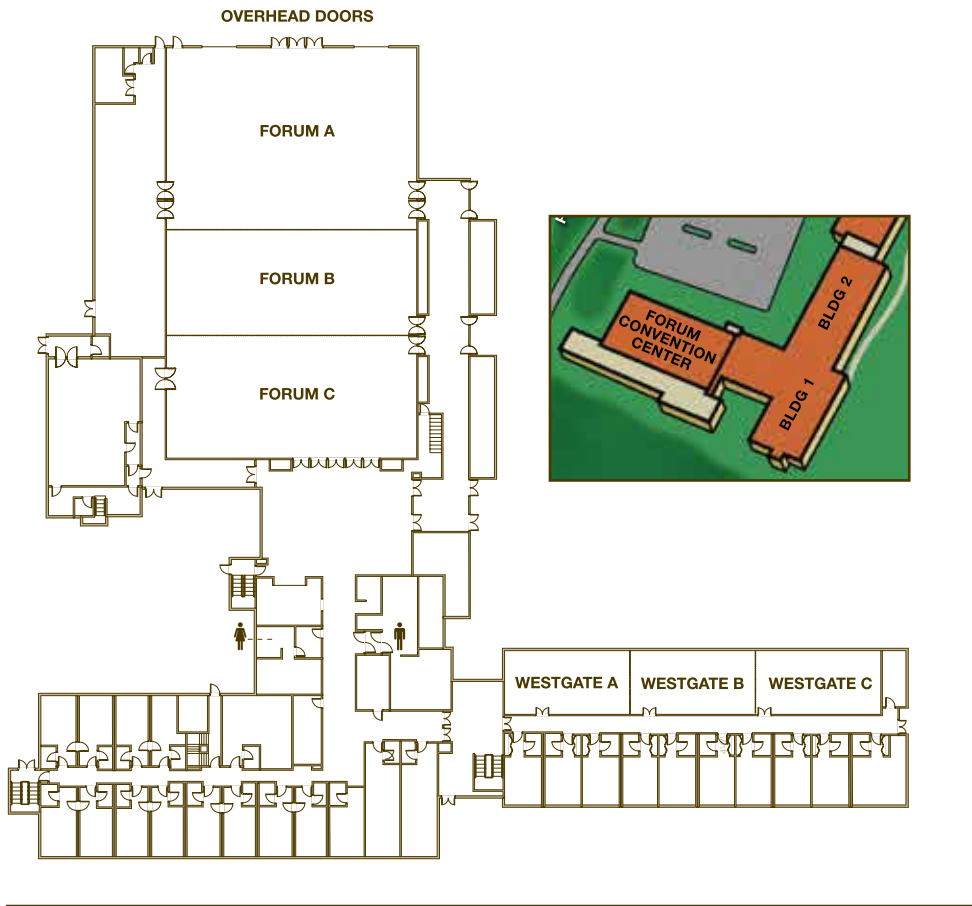 OVERHEAD DOORS
FORUM A
FORUM B
FORUM C
FORUM
CONVENTION
CENTER
BLDG 2
BLDG 1
WESTGATE A
WESTGATE B
WESTGATE C